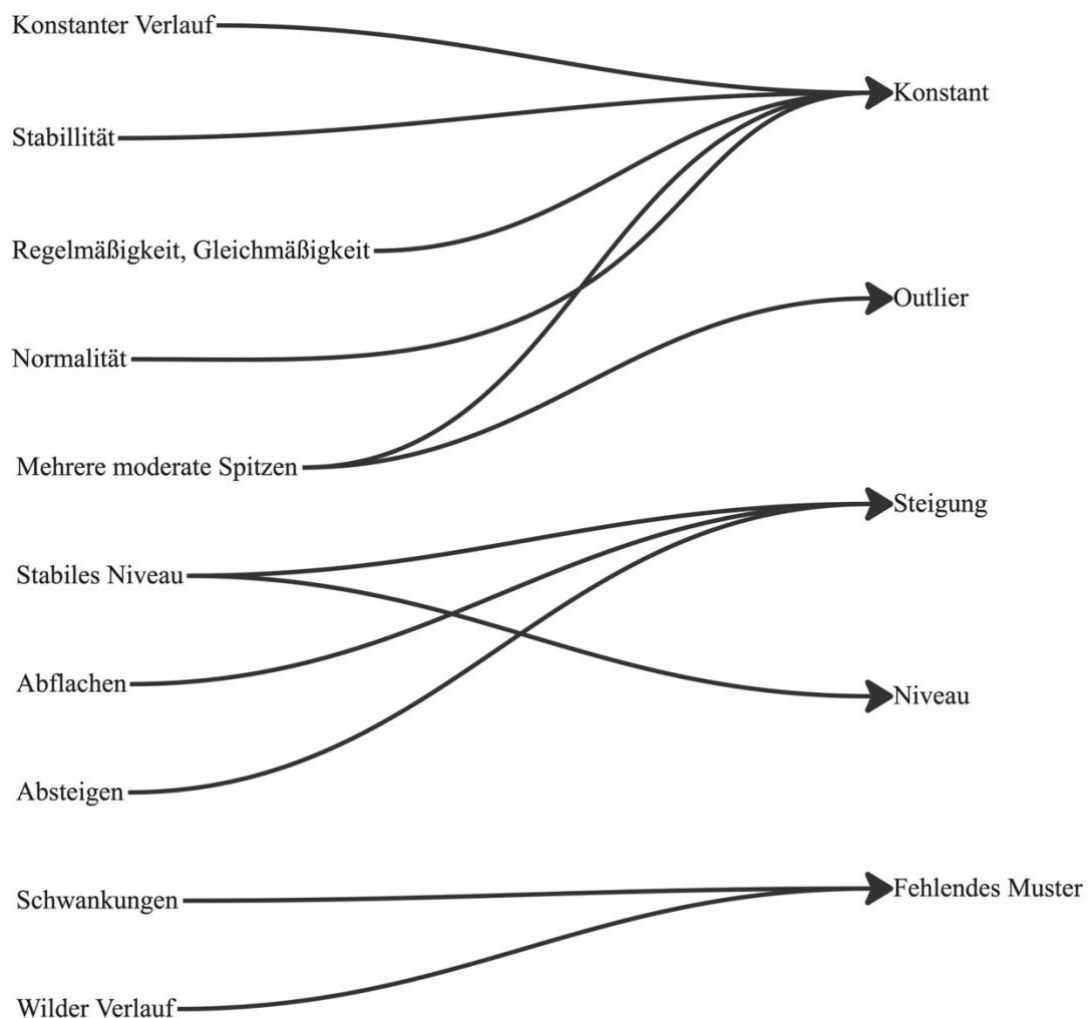 Konstanter Verlauf
Konstant
Stabillität
Regelmäßigkeit, Gleichmäßigkeit
Outlier
Normalität
Mehrere moderate Spitzen
Steigung
Stabiles Niveau
Abflachen
Niveau
Absteigen
Fehlendes Muster
Schwankungen
Wilder Verlauf